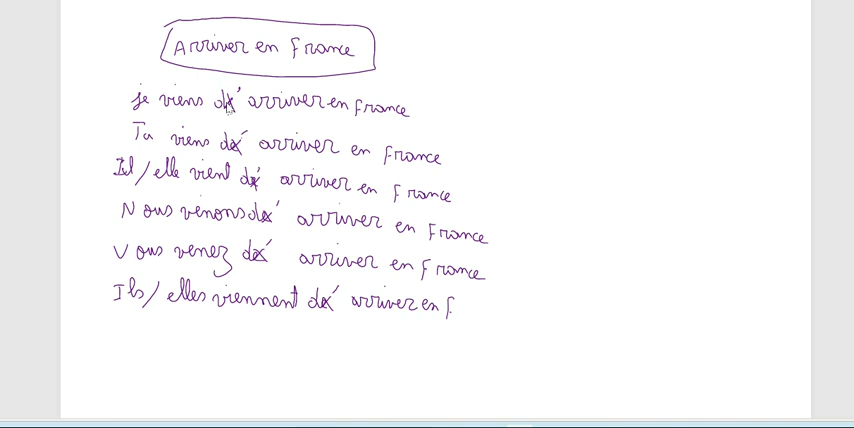 Arriver en France
je viens d' arriver en France
Tu viens d' arriver en France
Il/elle vient d' arriver en France
Nous venons d' arriver en France
Vous venez d' arriver en France
Ils/elles viennent d' arriver en F